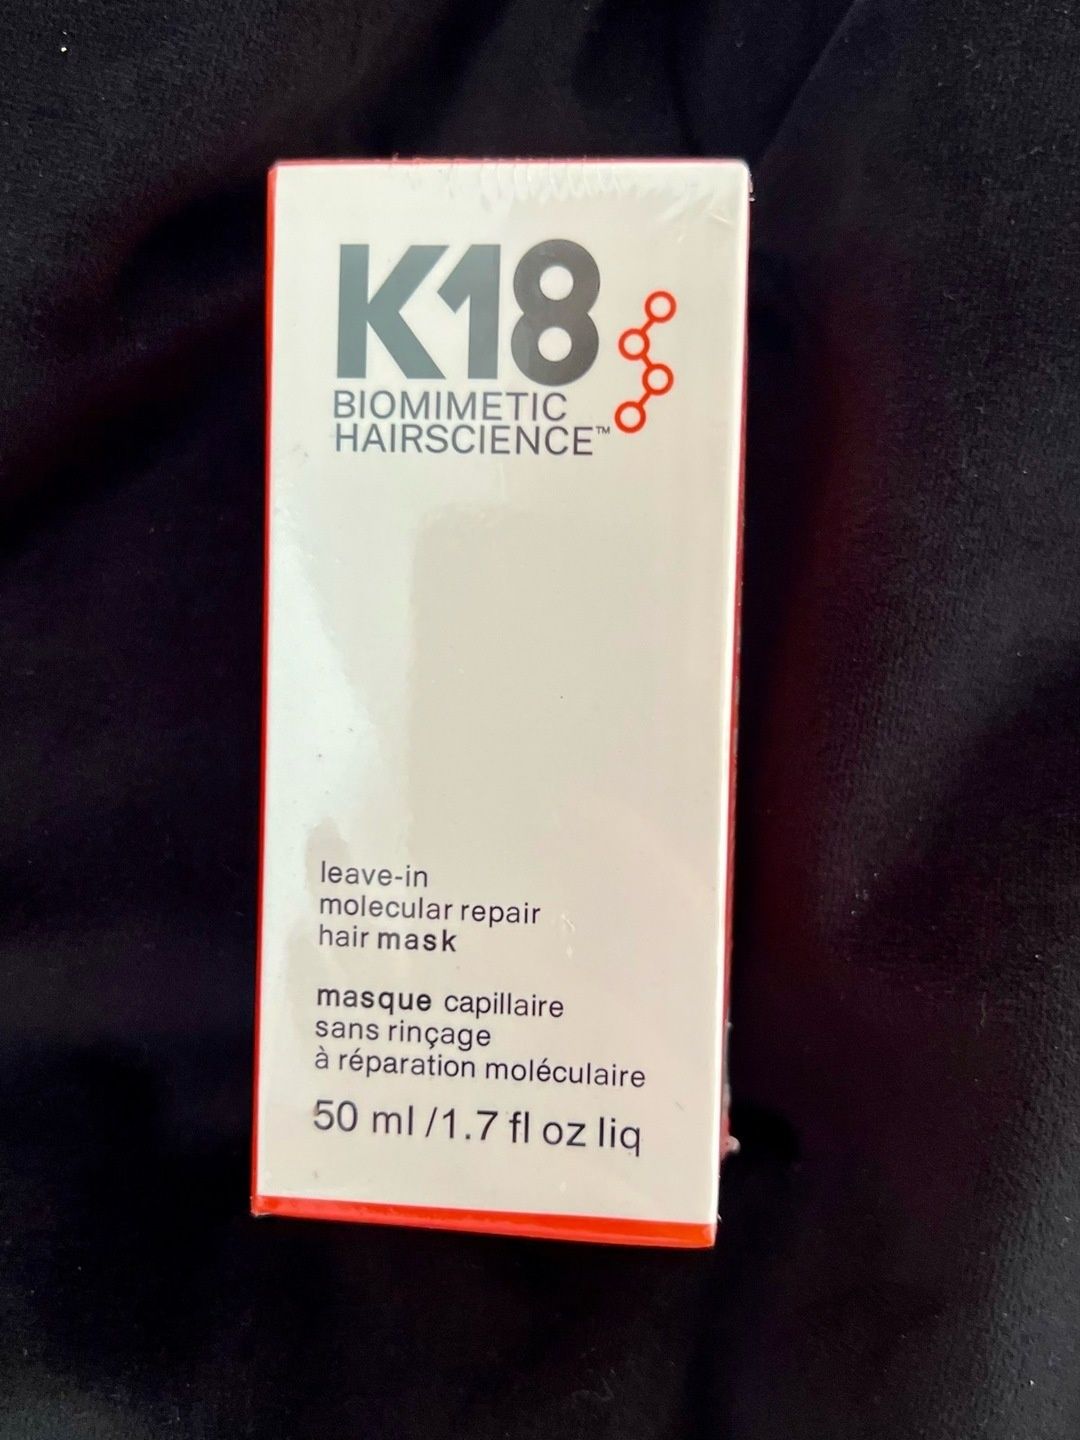 K18
BIOMIMETIC
HAIRSCIENCE™
leave-in
molecular repair
hair mask
masque capillaire
sans rinçage
à réparation moléculaire
50 ml /1.7 fl oz liq